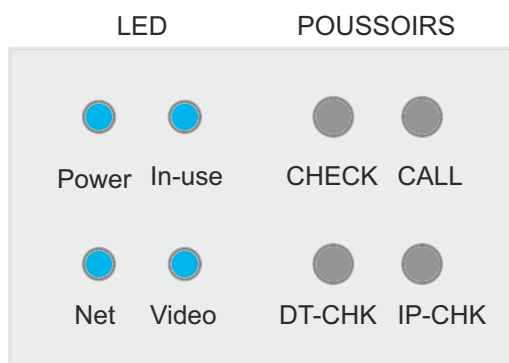 LED POUSSOIRS
Power In-use CHECK CALL
Net Video DT-CHK IP-CHK